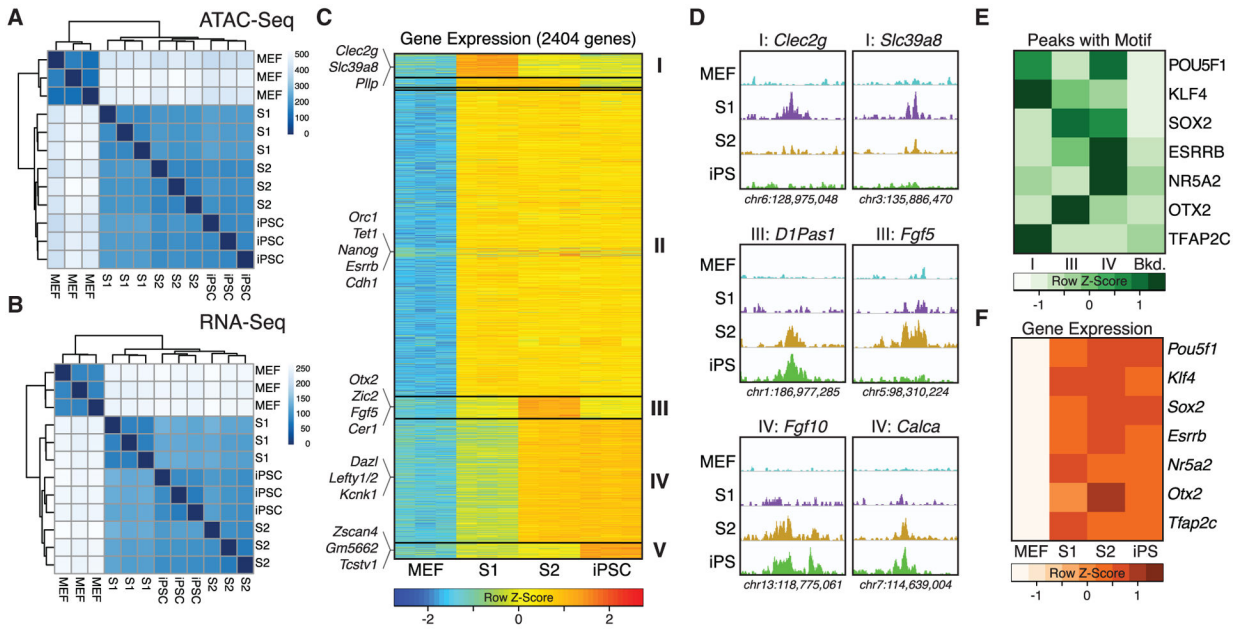 A
ATAC-Seq
500
400
300
200
100
0
MEF
MEF
MEF
S1
S1
S1
S2
S2
S2
iPSC
iPSC
iPSC
MEF
MEF
MEF
S1
S1
S1
S2
S2
S2
iPSC
iPSC
iPSC
B
RNA-Seq
250
200
150
100
50
0
MEF
MEF
MEF
S1
S1
S1
iPSC
iPSC
iPSC
S2
S2
S2
MEF
MEF
MEF
S1
S1
S1
iPSC
iPSC
iPSC
S2
S2
S2
C
Gene Expression (2404 genes)
Clec2g
Slc39a8
Pllp
Orc1
Tet1
Nanog
Esrrb
Cdh1
Otx2
Zic2
Fgf5
Cer1
Dazl
Lefty1/2
Kcnk1
Zscan4
Gm5662
Tcstv1
I
II
III
IV
V
MEF S1 S2 iPSC
Row Z-Score
-2 0 2
D
I: Clec2g I: Slc39a8
MEF
S1
S2
iPS
chr6:128,975,048 chr3:135,886,470
III: D1Pas1 III: Fgf5
MEF
S1
S2
iPS
chr1:186,977,285 chr5:98,310,224
IV: Fgf10 IV: Calca
MEF
S1
S2
iPS
chr13:118,775,061 chr7:114,639,004
E
Peaks with Motif
POU5F1
KLF4
SOX2
ESRRB
NR5A2
OTX2
TFAP2C
I III IV Bkd.
Row Z-Score
-1 0 1
F
Gene Expression
Pou5f1
Klf4
Sox2
Esrrb
Nr5a2
Otx2
Tfap2c
MEF S1 S2 iPS
Row Z-Score
-1 0 1